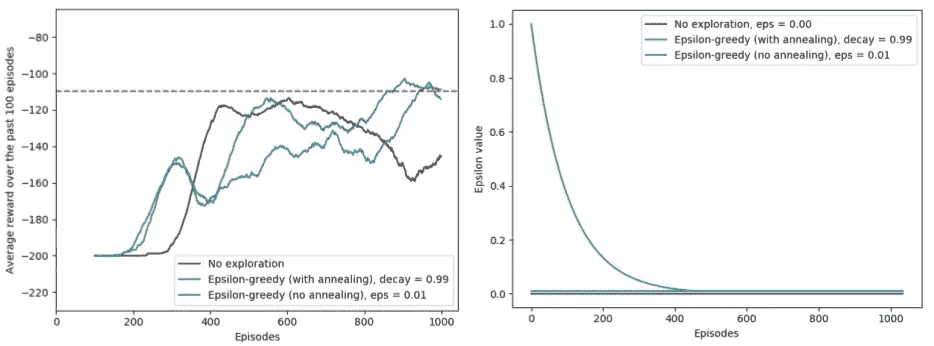 −80
−100
−120
−140
−160
−180
−200
−220
Average reward over the past 100 episodes
No exploration
Epsilon-greedy (with annealing), decay = 0.99
Epsilon-greedy (no annealing), eps = 0.01
0 200 400 600 800 1000
Episodes
1.0
0.8
0.6
0.4
0.2
0.0
Epsilon value
No exploration, eps = 0.00
Epsilon-greedy (with annealing), decay = 0.99
Epsilon-greedy (no annealing), eps = 0.01
0 200 400 600 800 1000
Episodes